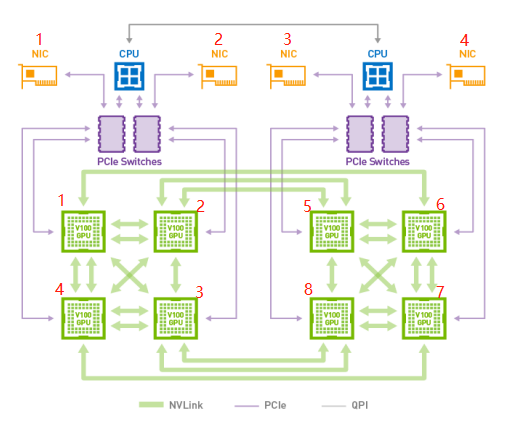 1 2 3 4
NIC CPU NIC NIC CPU NIC
PCIe Switches PCIe Switches
1 2 5 6
V100 GPU V100 GPU V100 GPU V100 GPU
4 3 8 7
V100 GPU V100 GPU V100 GPU V100 GPU
NVLink PCIe QPI